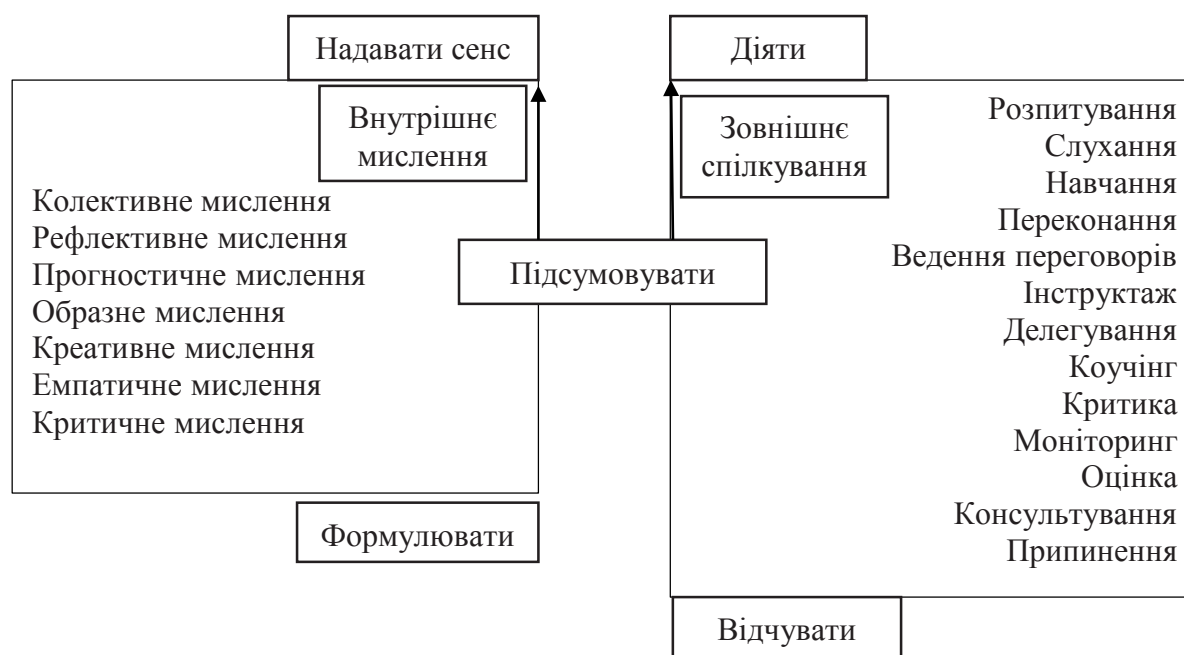 Надавати сенс
Внутрішнє
мислення
Колективне мислення
Рефлективне мислення
Прогностичне мислення
Образне мислення
Креативне мислення
Емпатичне мислення
Критичне мислення
Формулювати
Підсумовувати
Діяти
Зовнішнє
спілкування
Розпитування
Слухання
Навчання
Переконання
Ведення переговорів
Інструктаж
Делегування
Коучінг
Критика
Моніторинг
Оцінка
Консультування
Припинення
Відчувати